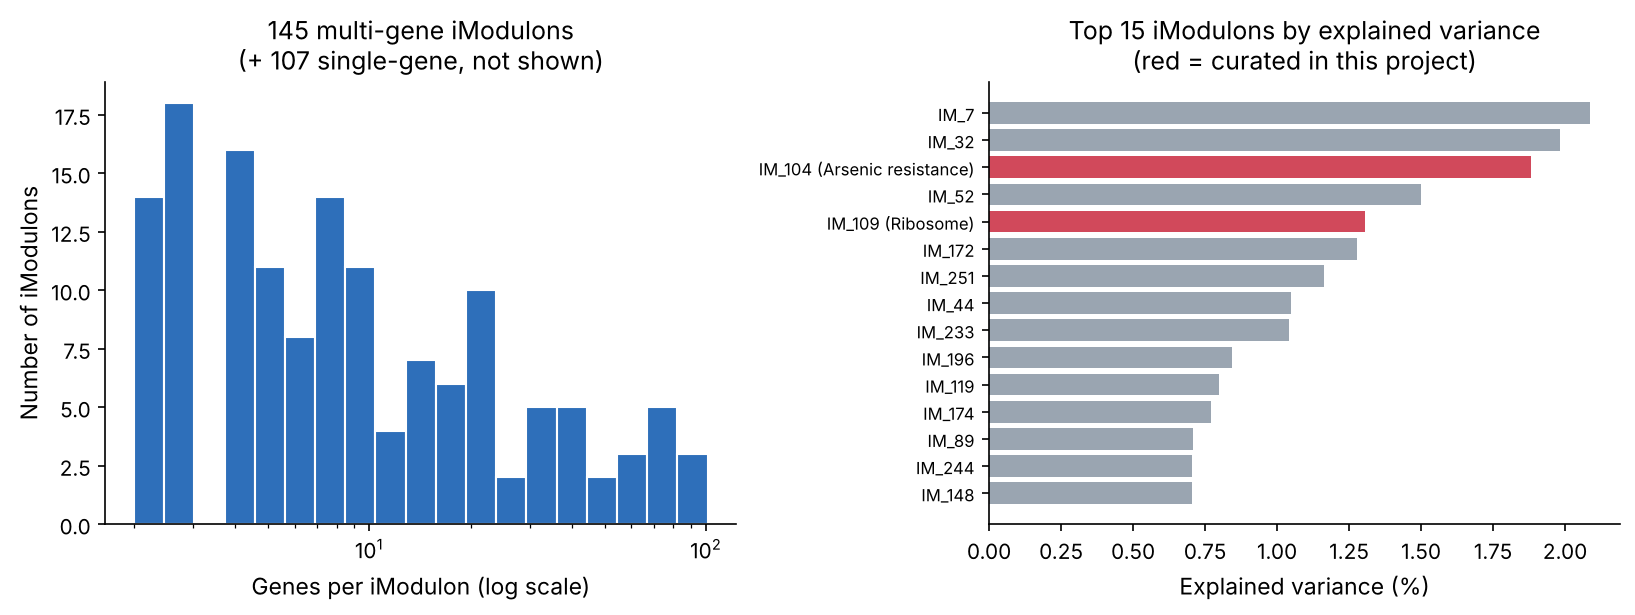 145 multi-gene iModulons
(+ 107 single-gene, not shown)
17.5
15.0
12.5
10.0
7.5
5.0
2.5
0.0
Number of iModulons
10¹
10²
Genes per iModulon (log scale)
Top 15 iModulons by explained variance
(red = curated in this project)
IM_7
IM_32
IM_104 (Arsenic resistance)
IM_52
IM_109 (Ribosome)
IM_172
IM_251
IM_44
IM_233
IM_196
IM_119
IM_174
IM_89
IM_244
IM_148
0.00 0.25 0.50 0.75 1.00 1.25 1.50 1.75 2.00
Explained variance (%)